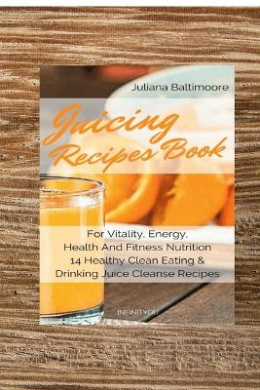 Juliana Baltimoore
Juicing
Recipes Book
For Vitality, Energy,
Health And Fitness Nutrition
14 Healthy Clean Eating &
Drinking Juice Cleanse Recipes
INFINITYOU